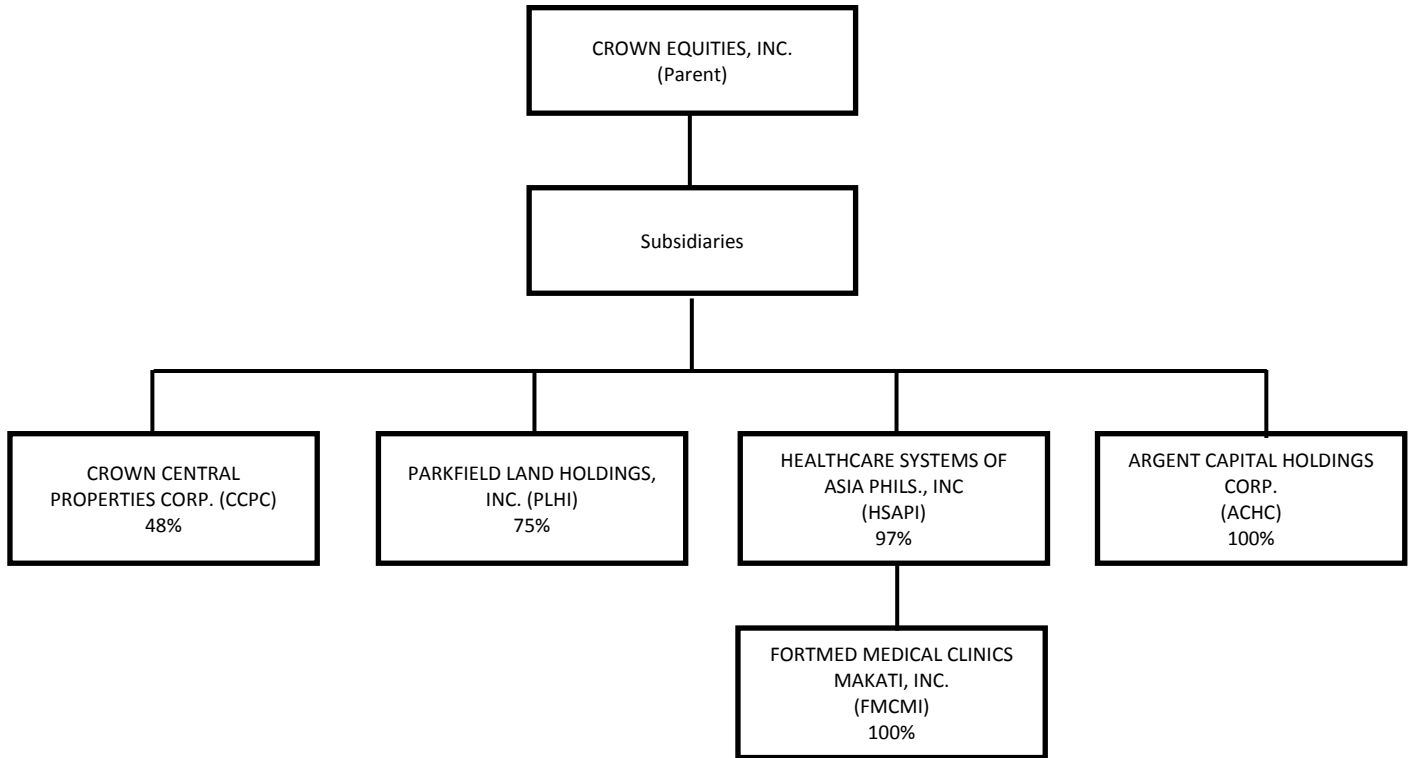 CROWN EQUITIES, INC.
(Parent)
Subsidiaries
CROWN CENTRAL
PROPERTIES CORP. (CCPC)
48%
PARKFIELD LAND HOLDINGS,
INC. (PLHI)
75%
HEALTHCARE SYSTEMS OF
ASIA PHILS., INC
(HSAPI)
97%
ARGENT CAPITAL HOLDINGS
CORP.
(ACHC)
100%
FORTMED MEDICAL CLINICS
MAKATI, INC.
(FMCMI)
100%